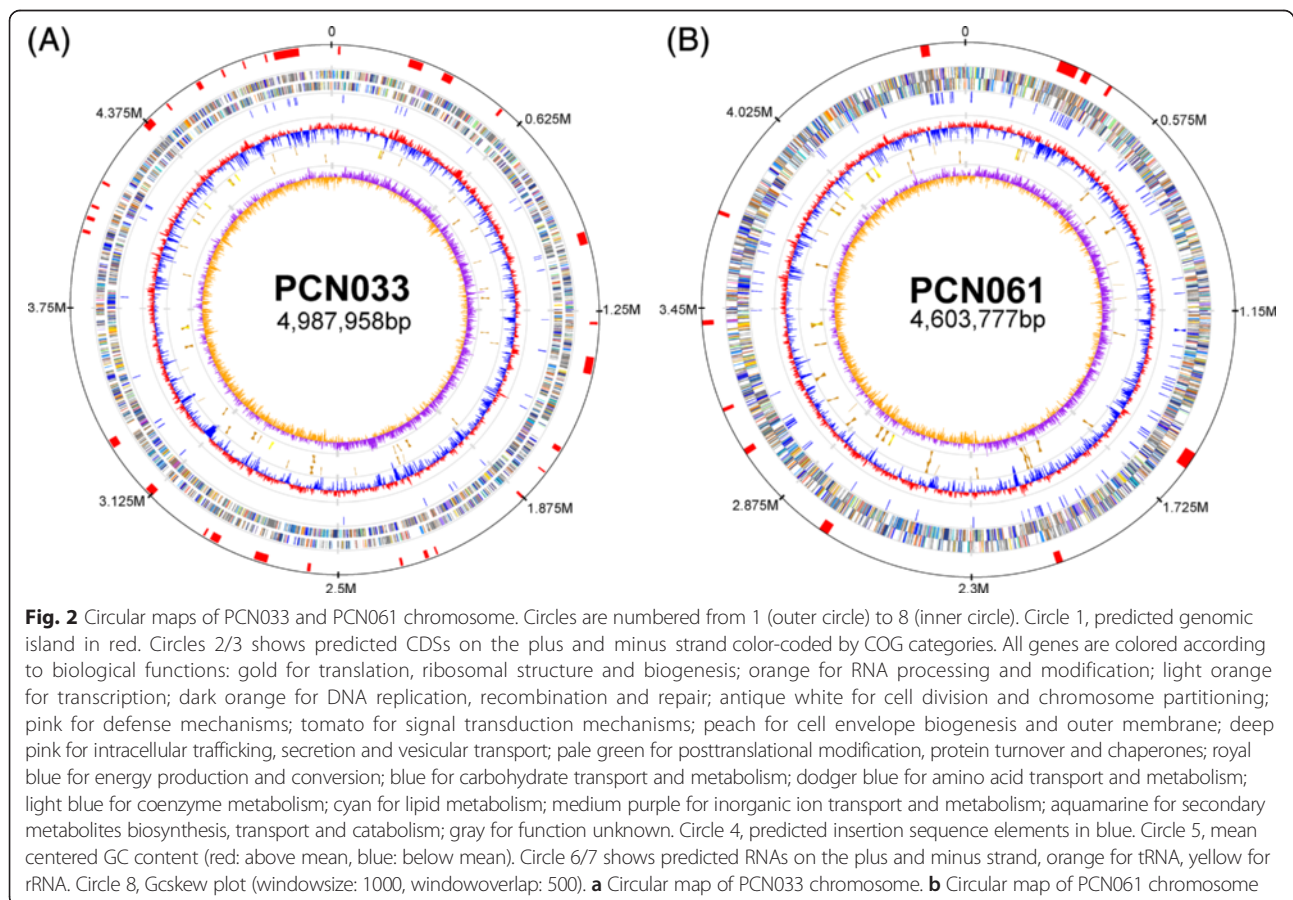 (A)
(B)
0
0.625M
1.25M
1.875M
2.5M
3.125M
3.75M
4.375M
PCN033
4,987,958bp
0
0.575M
1.15M
1.725M
2.3M
2.875M
3.45M
4.025M
PCN061
4,603,777bp
Fig. 2 Circular maps of PCN033 and PCN061 chromosome. Circles are numbered from 1 (outer circle) to 8 (inner circle). Circle 1, predicted genomic
island in red. Circles 2/3 shows predicted CDSs on the plus and minus strand color-coded by COG categories. All genes are colored according
to biological functions: gold for translation, ribosomal structure and biogenesis; orange for RNA processing and modification; light orange
for transcription; dark orange for DNA replication, recombination and repair; antique white for cell division and chromosome partitioning;
pink for defense mechanisms; tomato for signal transduction mechanisms; peach for cell envelope biogenesis and outer membrane; deep
pink for intracellular trafficking, secretion and vesicular transport; pale green for posttranslational modification, protein turnover and chaperones; royal
blue for energy production and conversion; blue for carbohydrate transport and metabolism; dodger blue for amino acid transport and metabolism;
light blue for coenzyme metabolism; cyan for lipid metabolism; medium purple for inorganic ion transport and metabolism; aquamarine for secondary
metabolites biosynthesis, transport and catabolism; gray for function unknown. Circle 4, predicted insertion sequence elements in blue. Circle 5, mean
centered GC content (red: above mean, blue: below mean). Circle 6/7 shows predicted RNAs on the plus and minus strand, orange for tRNA, yellow for
rRNA. Circle 8, Gcskew plot (windowsize: 1000, windowoverlap: 500). a Circular map of PCN033 chromosome. b Circular map of PCN061 chromosome